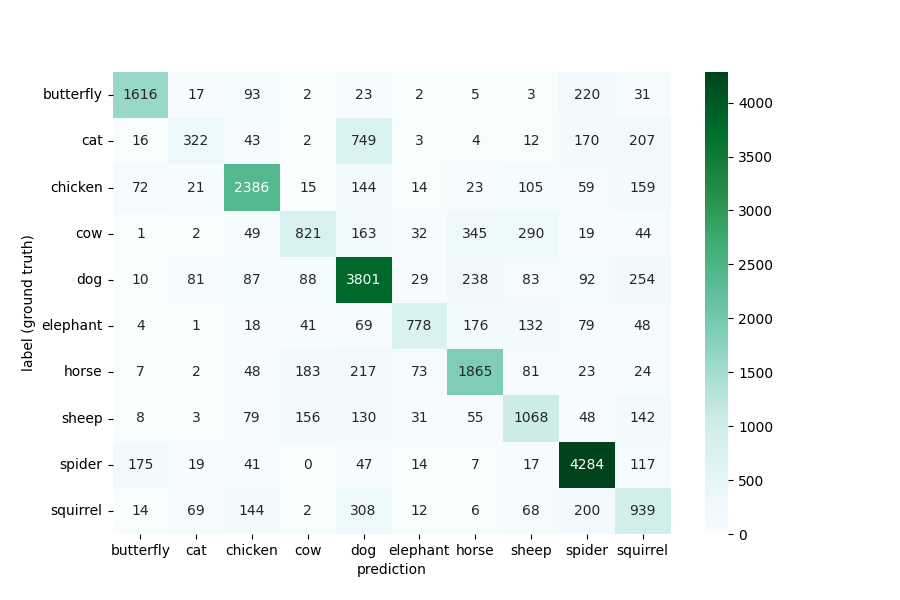 butterfly 1616 17 93 2 23 2 5 3 220 31
cat 16 322 43 2 749 3 4 12 170 207
chicken 72 21 2386 15 144 14 23 105 59 159
cow 1 2 49 821 163 32 345 290 19 44
dog 10 81 87 88 3801 29 238 83 92 254
elephant 4 1 18 41 69 778 176 132 79 48
horse 7 2 48 183 217 73 1865 81 23 24
sheep 8 3 79 156 130 31 55 1068 48 142
spider 175 19 41 0 47 14 7 17 4284 117
squirrel 14 69 144 2 308 12 6 68 200 939
butterfly cat chicken cow dog elephant horse sheep spider squirrel
prediction
label (ground truth)
4000
3500
3000
2500
2000
1500
1000
500
0